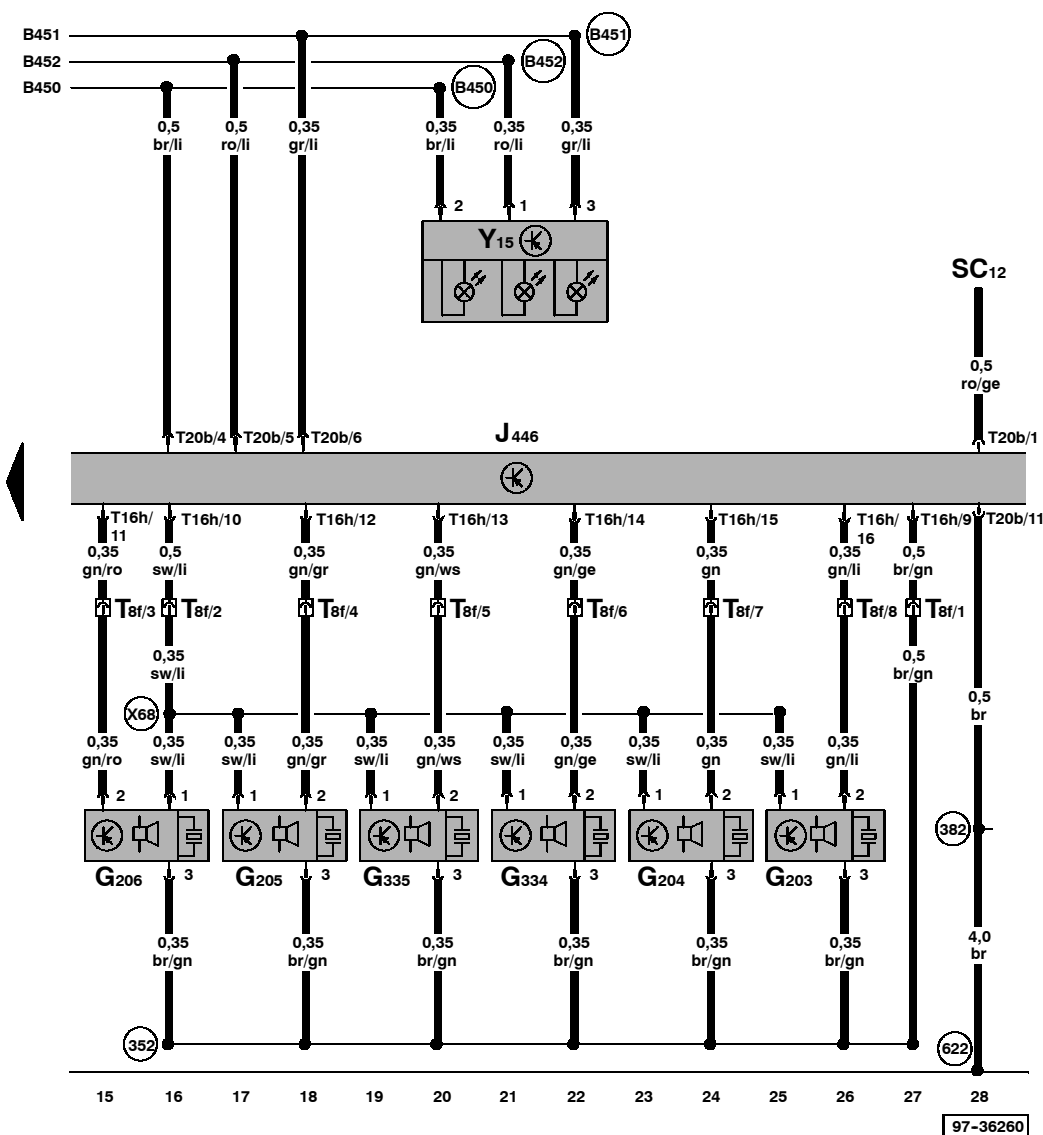 B451
B451
B452
B452
B450
B450
0,5 0,5 0,35 0,35 0,35 0,35
br/li ro/li gr/li br/li ro/li gr/li
2 1 3
Y15
SC12
0,5
ro/ge
T20b/4 T20b/5 T20b/6 J446 T20b/1
T16h/11 T16h/10 T16h/12 T16h/13 T16h/14 T16h/15 T16h/16 T16h/9 T20b/11
0,35 0,5 0,35 0,35 0,35 0,35 0,35 0,5
gn/ro sw/li gn/gr gn/ws gn/ge gn gn/li br/gn
T8f/3 T8f/2 T8f/4 T8f/5 T8f/6 T8f/7 T8f/8 T8f/1
0,35 0,5
sw/li br/gn
0,5
br
X68
0,35 0,35 0,35 0,35 0,35 0,35 0,35 0,35 0,35 0,35 0,35 0,35
gn/ro sw/li sw/li gn/gr sw/li gn/ws sw/li gn/ge sw/li gn sw/li gn/li
2 1 1 2 1 2 1 2 1 2 1 2
382
G206 3 G205 3 G335 3 G334 3 G204 3 G203 3
0,35 0,35 0,35 0,35 0,35 0,35 4,0
br/gn br/gn br/gn br/gn br/gn br/gn br
352 622
15 16 17 18 19 20 21 22 23 24 25 26 27 28
97-36260